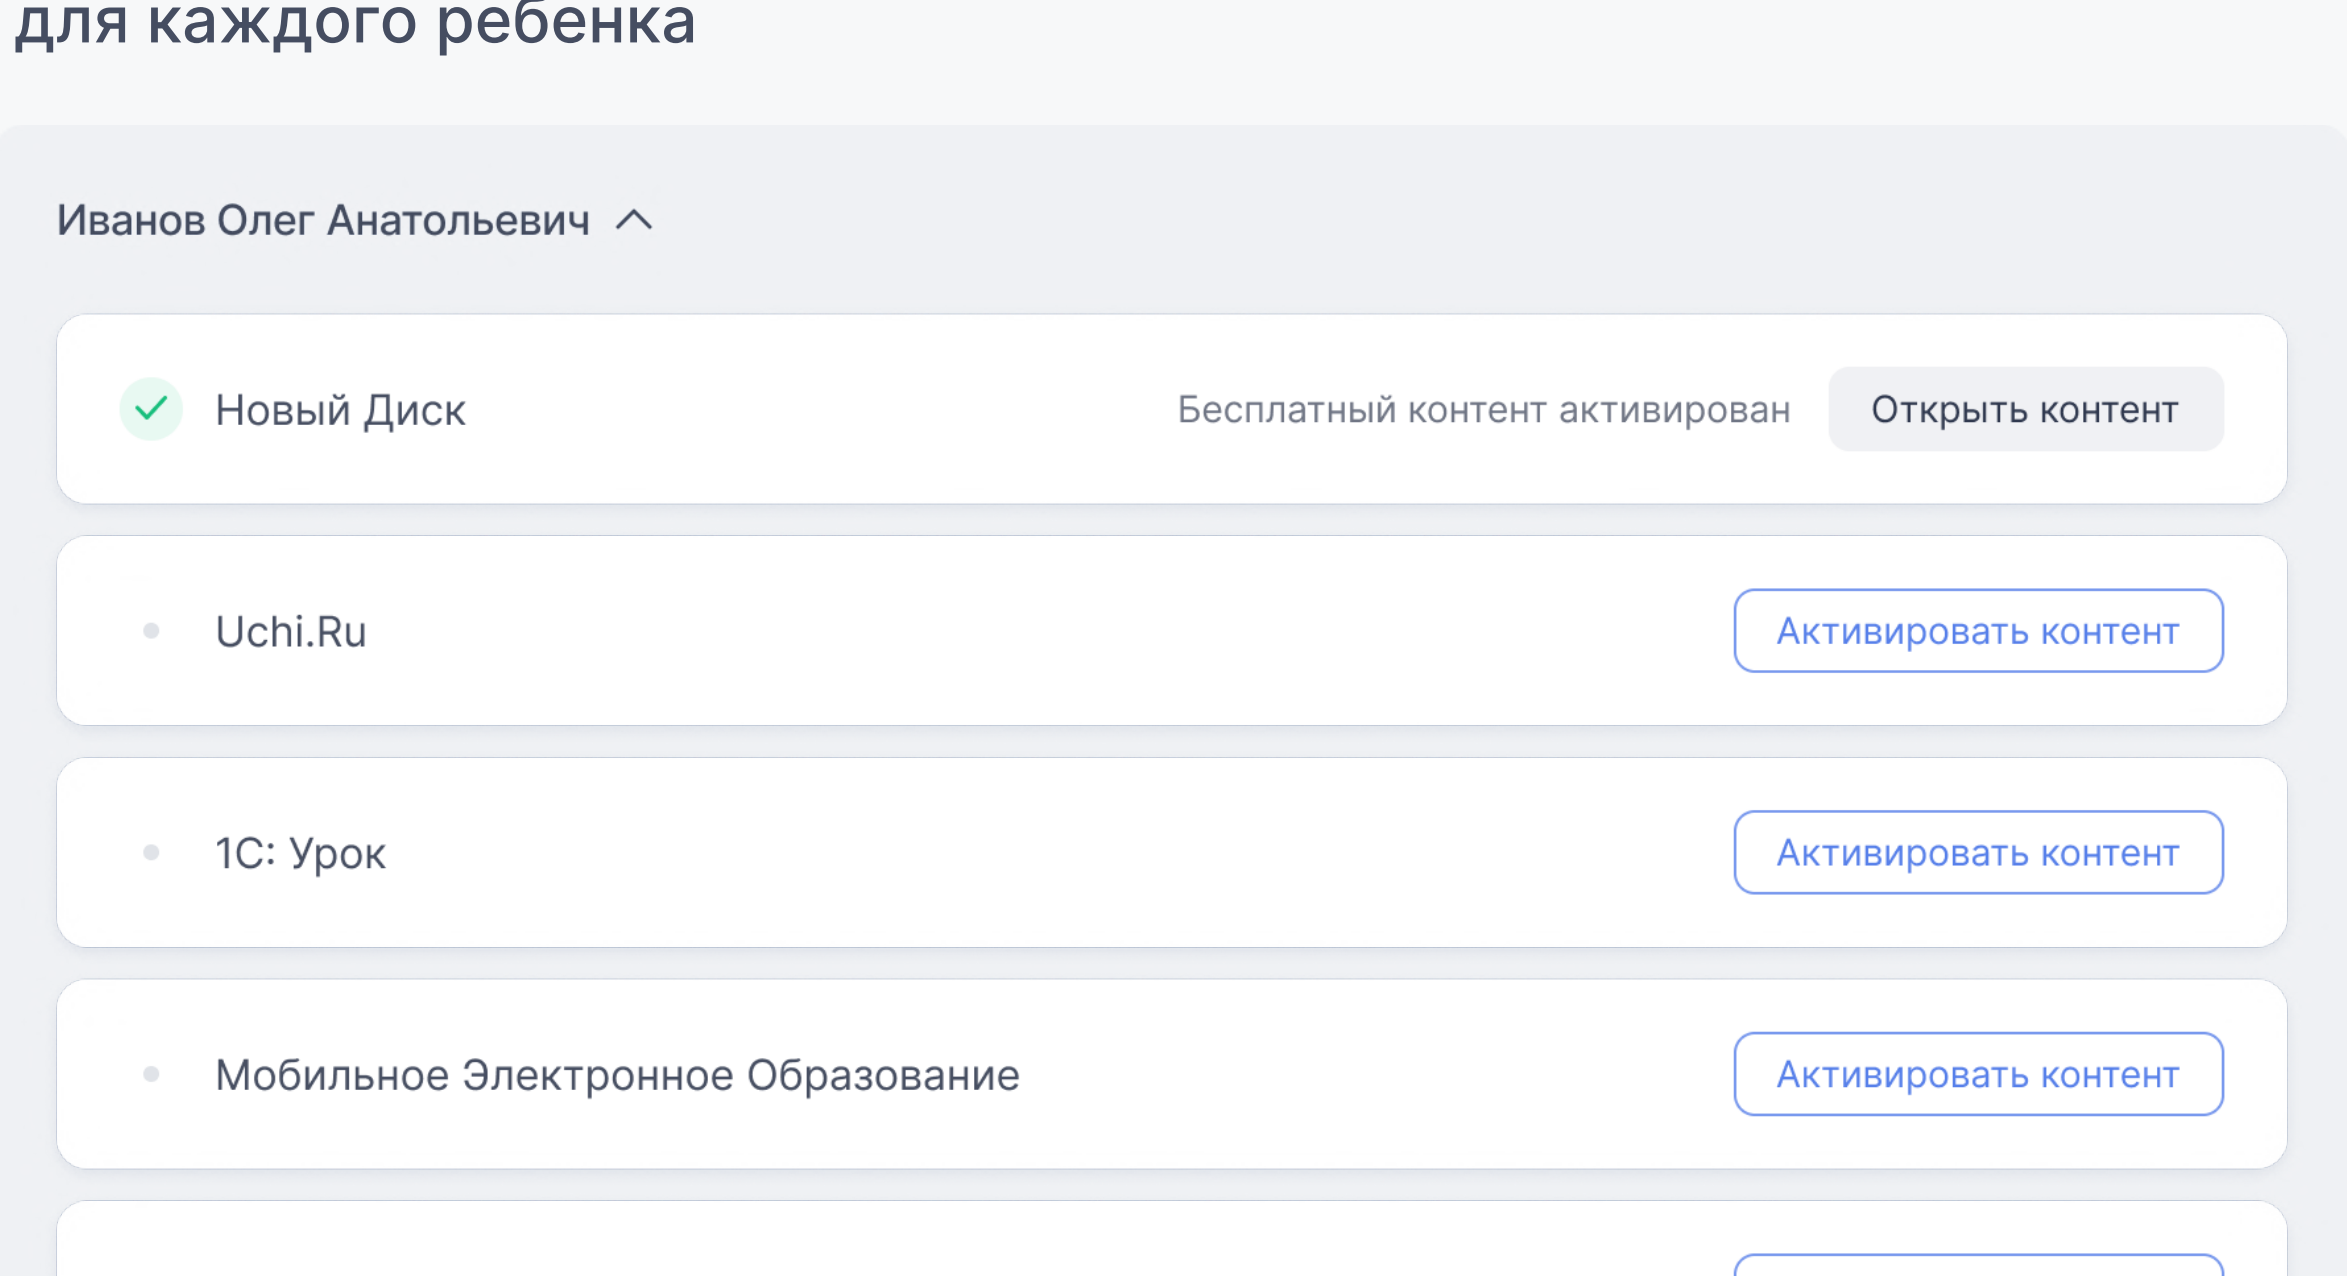 для каждого ребенка
Иванов Олег Анатольевич
Новый Диск
Бесплатный контент активирован
Открыть контент
Uchi.Ru
Активировать контент
1С: Урок
Активировать контент
Мобильное Электронное Образование
Активировать контент